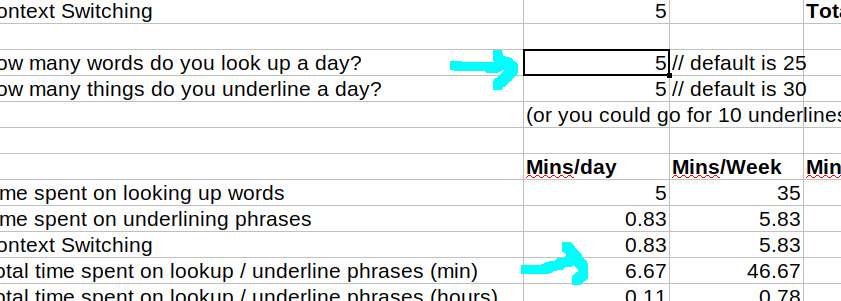 ontext Switching 5 Tot
ow many words do you look up a day? 5 // default is 25
ow many things do you underline a day? 5 // default is 30
(or you could go for 10 underlines
Mins/day Mins/Week Min
me spent on looking up words 5 35
me spent on underlining phrases 0.83 5.83
ontext Switching 0.83 5.83
otal time spent on lookup / underline phrases (min) 6.67 46.67
otal time spent on lookup / underline phrases (hours) 0.11 0.78